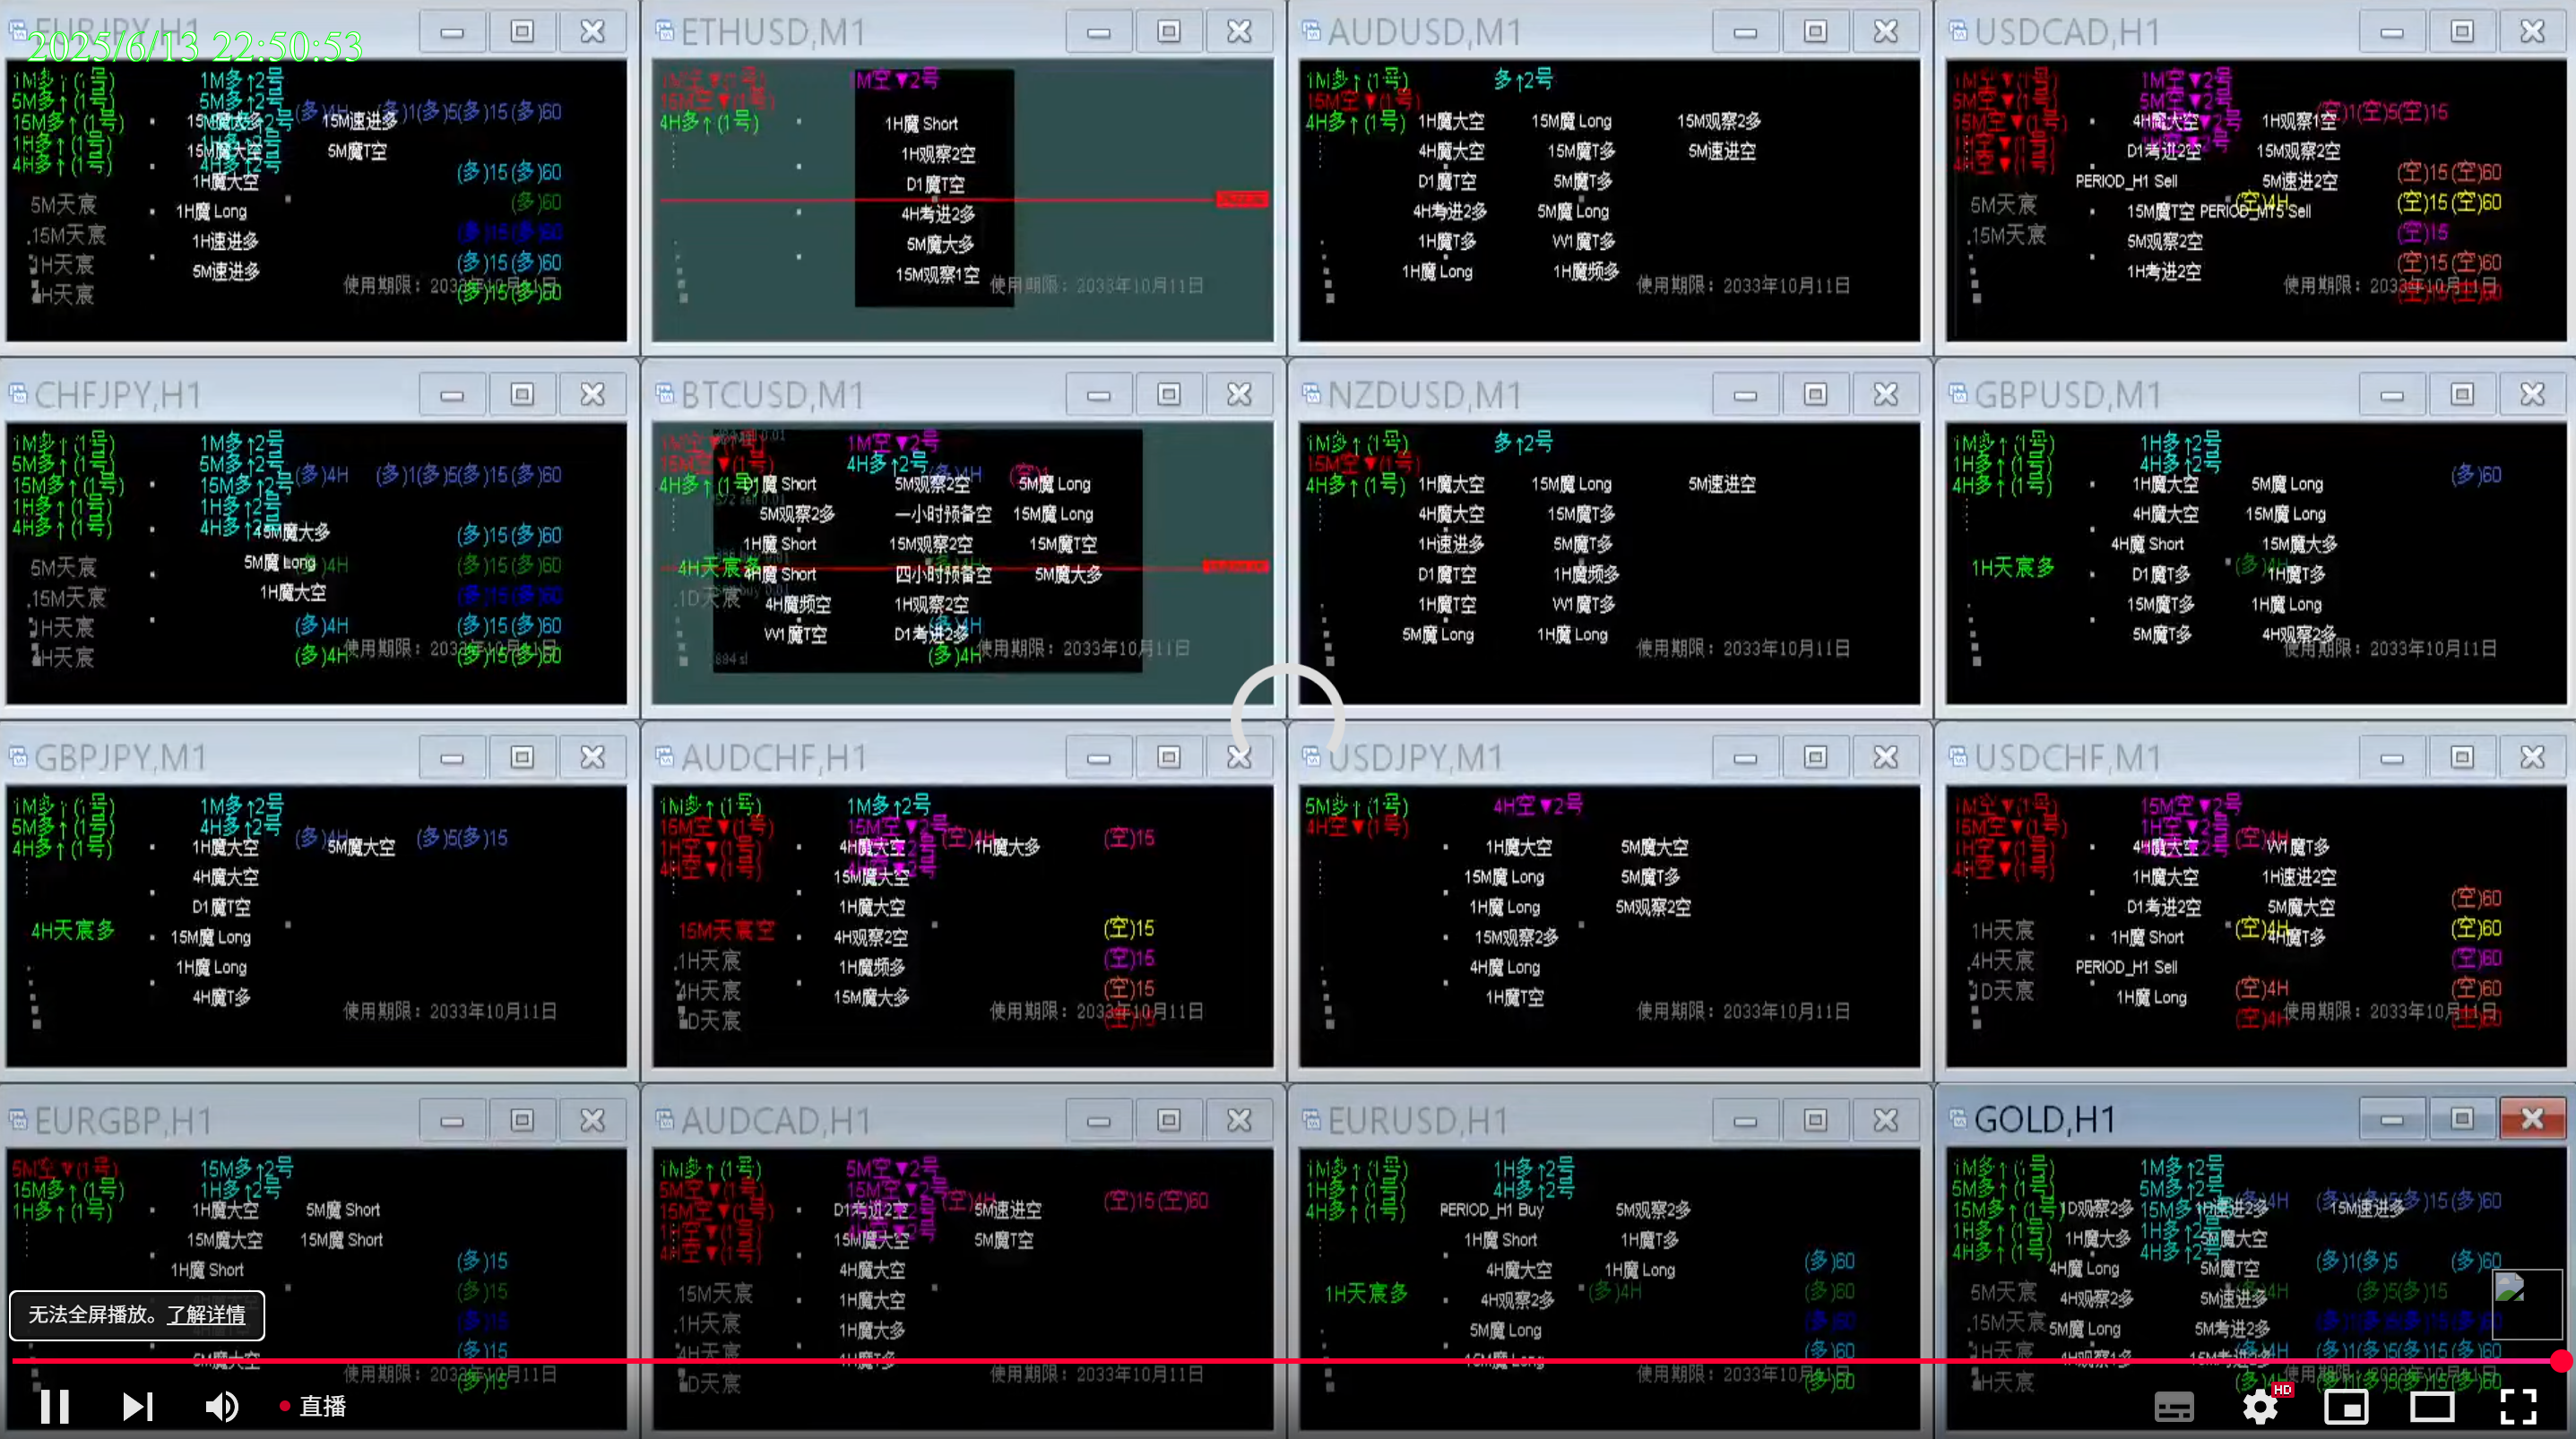 EURJPY,H1
2025/6/13 22:50:53
1M多↑(1号) 1M多↑2号
5M多↑(1号) 5M多↑2号 (多)4H (多)1(多)5(多)15(多)60
15M多↑(1号) 15M魔大多 15M速进多
1H多↑(1号) 15M魔大空 5M魔T空
4H多↑(1号) 4H多↑2号 (多)15(多)60
1H魔大空
5M天宸 1H魔 Long (多)60
.15M天宸 1H速进多 (多)15(多)60
1H天宸 5M速进多 (多)15(多)60
4H天宸 使用期限：2033年10月11日 (多)15(多)60
ETHUSD,M1
1M空▼(1号) 1M空▼2号
15M空▼(1号)
4H多↑(1号) 1H魔 Short
1H观察2空
D1魔T空
4H考进2多
5M魔大多
15M观察1空 使用期限：2033年10月11日
AUDUSD,M1
1M多↑(1号) 多↑2号
15M空▼(1号)
4H多↑(1号) 1H魔大空 15M魔 Long 15M观察2多
4H魔大空 15M魔T多 5M速进空
D1魔T空 5M魔T多
4H考进2多 5M魔 Long
1H魔T多 W1魔T多
1H魔 Long 1H魔频多 使用期限：2033年10月11日
USDCAD,H1
1M空▼(1号) 1M空▼2号
5M空▼(1号) 5M空▼2号 (空)1(空)5(空)15
15M空▼(1号) 4H魔大空 1H观察1空
D1考进2空 15M观察2空
4H空▼(1号) (空)15(空)60
PERIOD_H1 Sell 5M速进2空
5M天宸 (空)4H (空)15(空)60
15M魔T空 PERIOD_M15 Sell
.15M天宸 5M观察2空 (空)15
1H考进2空 (空)15(空)60
使用期限：2033年10月11日 (空)15(空)60
CHFJPY,H1
1M多↑(1号) 1M多↑2号
5M多↑(1号) 5M多↑2号 (多)4H (多)1(多)5(多)15(多)60
15M多↑(1号) 15M多↑2号
1H多↑(1号) 1H多↑2号
4H多↑(1号) 4H多↑2号 15M魔大多 (多)15(多)60
5M天宸 5M魔 Long (多)4H (多)15(多)60
.15M天宸 1H魔大空 (多)15(多)60
1H天宸 (多)4H (多)15(多)60
4H天宸 (多)4H 使用期限：2033年10月11日 (多)15(多)60
BTCUSD,M1
1M空▼(1号) 1M空▼2号
15M空▼(1号) 4H多↑2号 (多)4H (空)1
4H多↑(1号) D1魔 Short 5M观察2空 5M魔 Long
5M观察2多 一小时预备空 15M魔 Long
1H魔 Short 15M观察2空 15M魔T空
4H天宸多 4H魔 Short 四小时预备空 5M魔大多
.1D天宸 4H魔频空 1H观察2空
W1魔T空 D1考进2多 (多)4H
(多)4H 使用期限：2033年10月11日
NZDUSD,M1
1M多↑(1号) 多↑2号
15M空▼(1号)
4H多↑(1号) 1H魔大空 15M魔 Long 5M速进空
4H魔大空 15M魔T多
1H速进多 5M魔T多
D1魔T空 1H魔频多
1H魔T空 W1魔T多
5M魔 Long 1H魔 Long 使用期限：2033年10月11日
GBPUSD,M1
1M多↑(1号) 1H多↑2号
1H多↑(1号) 4H多↑2号 (多)60
4H多↑(1号) 1H魔大空 5M魔 Long
4H魔大空 15M魔 Long
4H魔 Short 15M魔大多
1H天宸多 D1魔T多 (多)4H 1H魔T多
15M魔T多 1H魔 Long
5M魔T多 4H观察2多 使用期限：2033年10月11日
GBPJPY,M1
1M多↑(1号) 1M多↑2号
5M多↑(1号) 4H多↑2号 (多)4H (多)5(多)15
4H多↑(1号) 1H魔大空 5M魔大空
4H魔大空
D1魔T空
4H天宸多 15M魔 Long
1H魔 Long
4H魔T多 使用期限：2033年10月11日
AUDCHF,H1
1M多↑(1号) 1M多↑2号
15M空▼(1号) 15M空▼2号 (空)4H (空)15
1H空▼(1号) 4H魔大空 1H魔大多
4H空▼(1号) 15M魔大空
1H魔大空
15M天宸空 4H观察2空 (空)15
.1H天宸 1H魔频多 (空)15
4H天宸 15M魔大多 (空)15
1D天宸 使用期限：2033年10月11日 (空)15
USDJPY,M1
5M多↑(1号) 4H空▼2号
4H空▼(1号)
1H魔大空 5M魔大空
15M魔 Long 5M魔T多
1H魔 Long 5M观察2空
15M观察2多
4H魔 Long
1H魔T空 使用期限：2033年10月11日
USDCHF,M1
1M空▼(1号) 15M空▼2号
15M空▼(1号) 1H空▼2号 (空)4H
1H空▼(1号) 4H魔大空 W1魔T多
4H空▼(1号) 1H魔大空 1H速进2空
D1考进2空 5M魔大空 (空)60
1H天宸 1H魔 Short (空)4H 4H魔T多 (空)60
.4H天宸 PERIOD_H1 Sell (空)60
1D天宸 1H魔 Long (空)4H (空)60
(空)4H 使用期限：2033年10月11日 (空)60
EURGBP,H1
5M空▼(1号) 15M多↑2号
15M多↑(1号) 1H多↑2号
1H多↑(1号) 1H魔大空 5M魔 Short
15M魔大空 15M魔 Short
1H魔 Short (多)15
(多)15
(多)15
5M魔大空 (多)15
使用期限：2033年10月11日 (多)15
AUDCAD,H1
1M多↑(1号) 5M空▼2号
5M空▼(1号) 15M空▼2号 (空)4H (空)15(空)60
15M空▼(1号) D1考进2空 5M速进空
1H空▼(1号) 15M魔大空 5M魔T空
4H空▼(1号) 4H魔大空
15M天宸 1H魔大空
.1H天宸 1H魔大多
4H天宸 4H魔T多
1D天宸 使用期限：2033年10月11日
EURUSD,H1
1M多↑(1号) 1H多↑2号
1H多↑(1号) 4H多↑2号
4H多↑(1号) PERIOD_H1 Buy 5M观察2多
1H魔 Short 1H魔T多
4H魔大空 1H魔 Long (多)60
1H天宸多 4H观察2多 (多)4H (多)60
5M魔 Long (多)60
15M魔 Long (多)60
使用期限：2033年10月11日 (多)60
GOLD,H1
1M多↑(1号) 1M多↑2号
5M多↑(1号) 5M多↑2号 (多)4H (多)1(多)5(多)15(多)60
15M多↑(1号) 1D观察2多 1H速进2多 15M速进多
1H多↑(1号) 1H魔大多 5M魔大空
4H多↑(1号) 4H多↑2号 (多)1(多)5 (多)60
4H魔 Long 5M魔T空
5M天宸 4H观察2多 5M速进多 (多)5(多)15
.15M天宸 5M魔 Long 5M考进2多 (多)1(多)5(多)15(多)60
1H天宸 4H观察1多 15M考进2多 (多)1(多)5(多)15(多)60
4H天宸 (多)4H 使用期限：2033年10月11日
无法全屏播放。了解详情
直播
HD